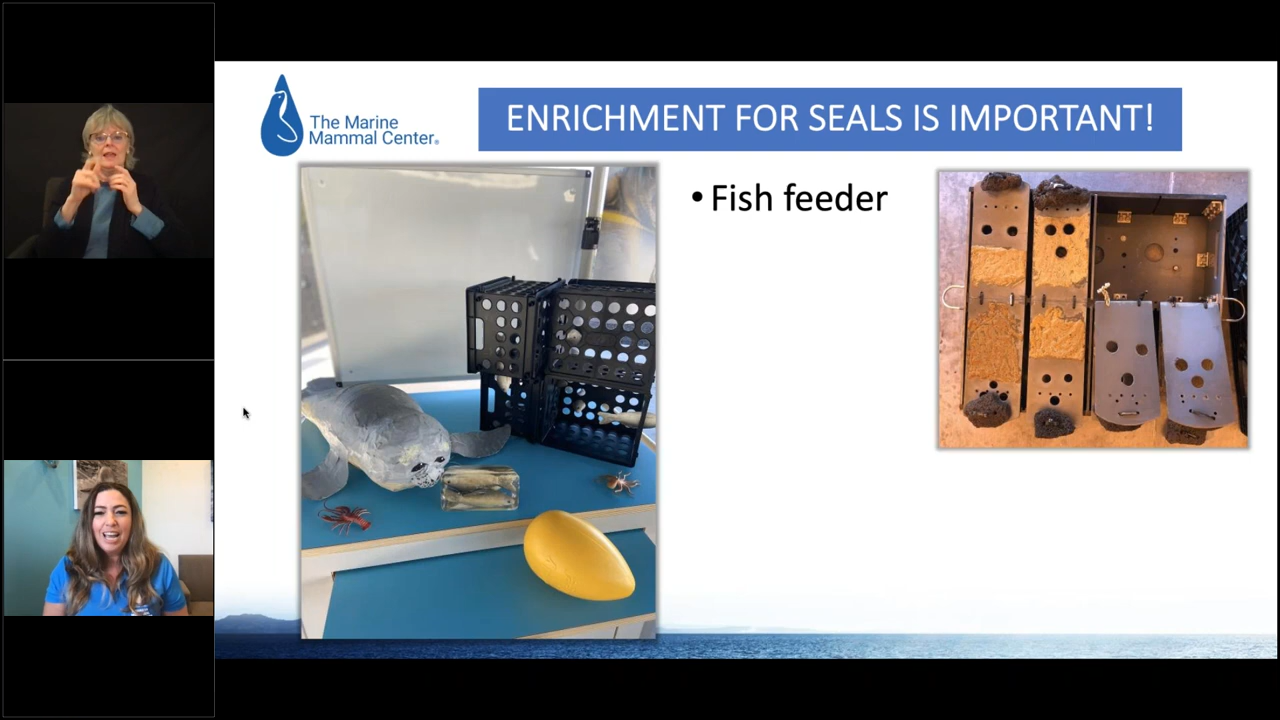 The Marine
Mammal Center®
ENRICHMENT FOR SEALS IS IMPORTANT!
• Fish feeder